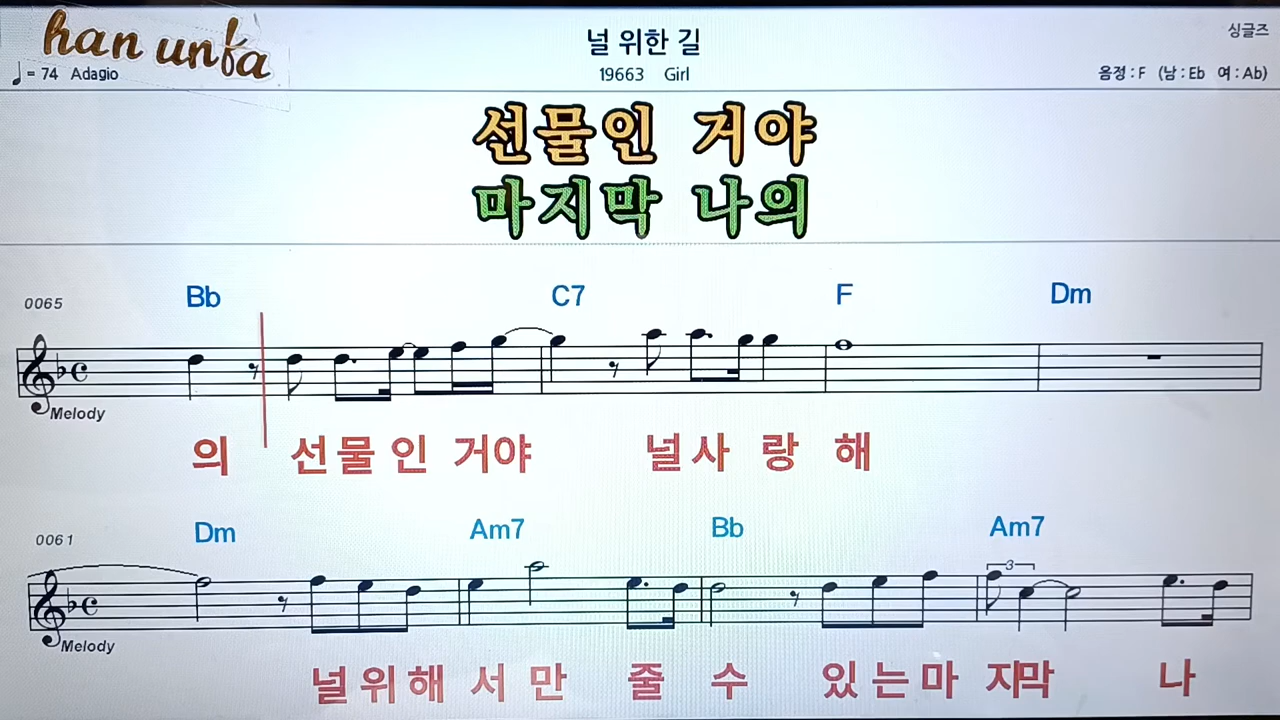 han unfa
널 위한 길
싱글즈
♩= 74 Adagio
19663 Girl
음정 : F (남 : Eb 여 : Ab)
선물인 거야
마지막 나의
0065 Bb C7 F Dm
Melody
의 선물인 거야 널사랑해
0061 Dm Am7 Bb Am7
3
Melody
널위해서만 줄 수 있는마지막 나